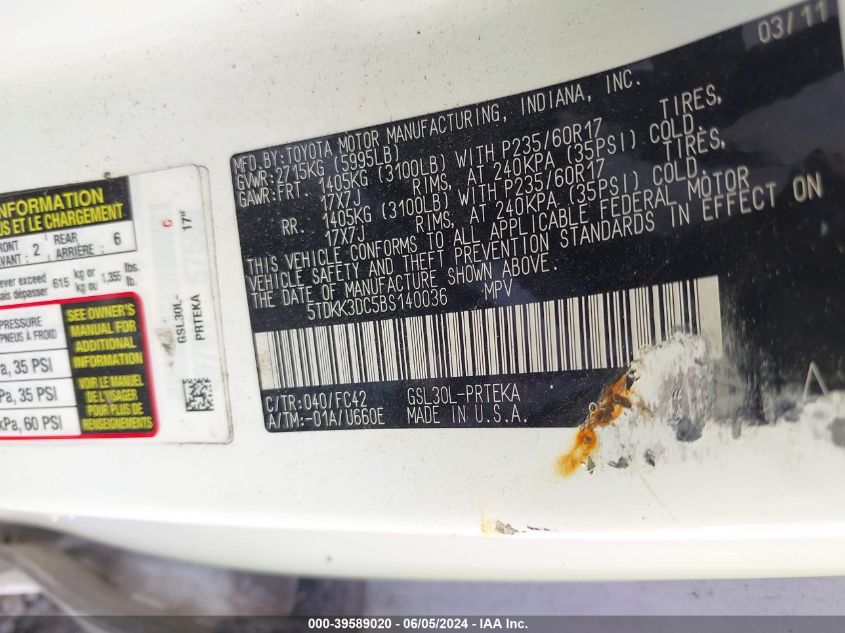 NFORMATION
US ET LE CHARGEMENT
RONT
VANT : 2 REAR
ARRIÈRE : 6
ever exceed
ais dépasser 615 kg or
kg ou 1,355 lbs.
lb.
PRESSURE
PNEUS À FROID
a, 35 PSI
Pa, 35 PSI
kPa, 60 PSI
SEE OWNER'S
MANUAL FOR
ADDITIONAL
INFORMATION
VOIR LE MANUEL
DE L'USAGER
POUR PLUS DE
RENSEIGNEMENTS
C 17"
GSL30L-
PRTEKA
03/11
MFD.BY:TOYOTA MOTOR MANUFACTURING, INDIANA, INC.
GVWR:2715KG (5995LB)
GAWR:FRT. 1405KG (3100LB) WITH P235/60R17 TIRES,
17X7J RIMS, AT 240KPA (35PSI) COLD.
RR. 1405KG (3100LB) WITH P235/60R17 TIRES,
17X7J RIMS, AT 240KPA (35PSI) COLD.
THIS VEHICLE CONFORMS TO ALL APPLICABLE FEDERAL MOTOR
VEHICLE SAFETY AND THEFT PREVENTION STANDARDS IN EFFECT ON
THE DATE OF MANUFACTURE SHOWN ABOVE.
5TDKK3DC5BS140036 MPV
C/TR:040/FC42 GSL30L-PRTEKA
A/TM:-01A/U660E MADE IN U.S.A.
000-39589020 - 06/05/2024 - IAA Inc.